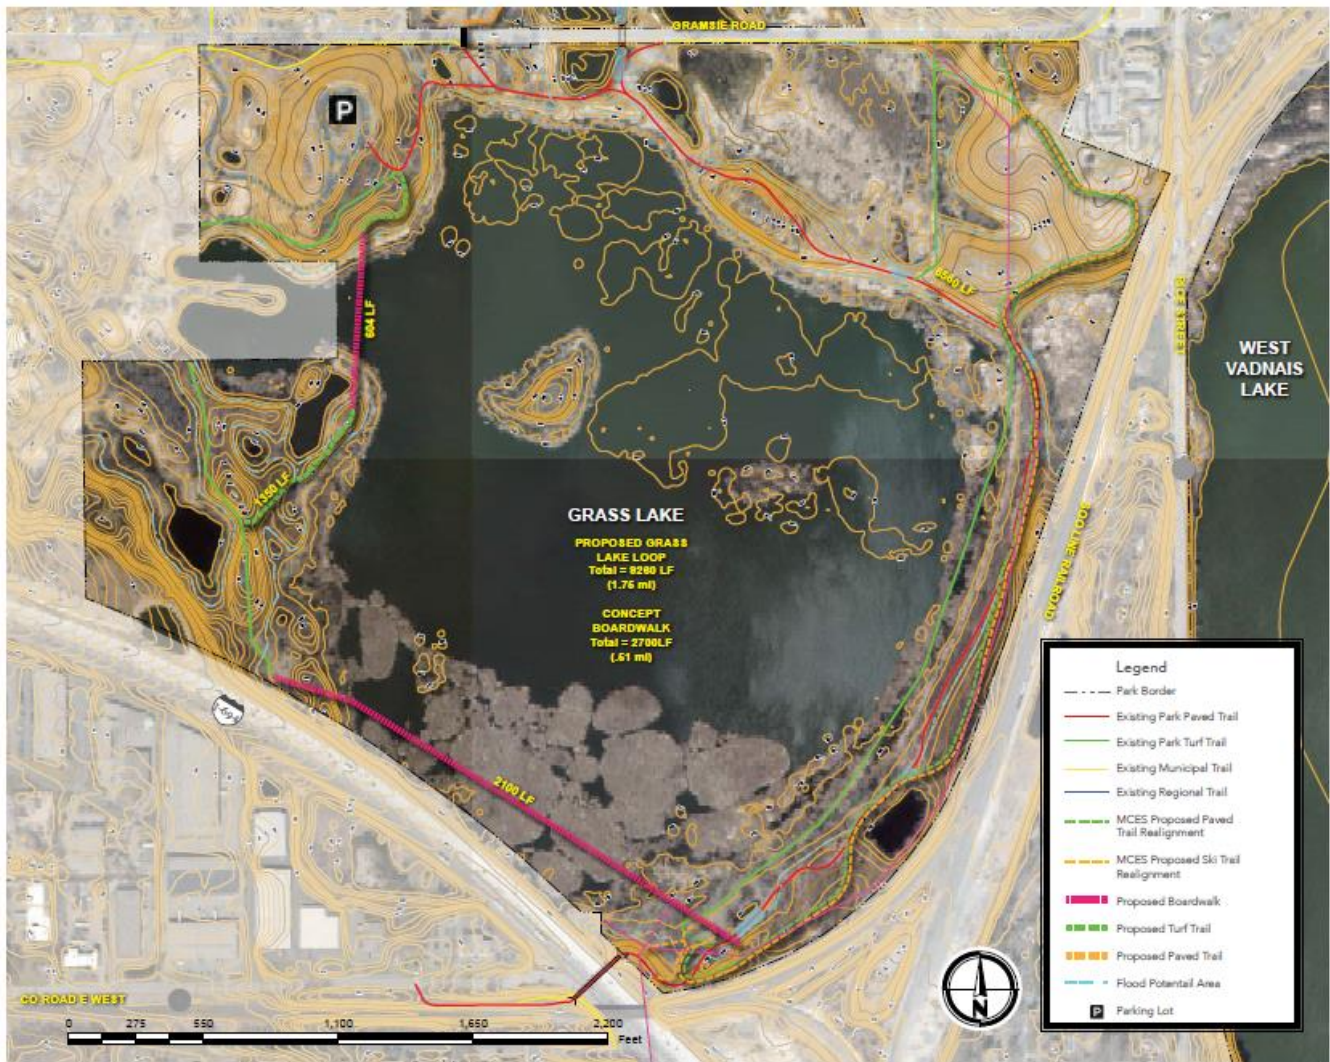 GRAMSIE ROAD
P
6560 LF
604 LF
RICE STREET
WEST
VADNAIS
LAKE
1350 LF
GRASS LAKE
PROPOSED GRASS
LAKE LOOP
Total = 9260 LF
(1.75 mi)
CONCEPT
BOARDWALK
Total = 2700LF
(.51 mi)
SOO LINE RAILROAD
I-694
2100 LF
Legend
Park Border
Existing Park Paved Trail
Existing Park Turf Trail
Existing Municipal Trail
Existing Regional Trail
MCES Proposed Paved
Trail Realignment
MCES Proposed Ski Trail
Realignment
Proposed Boardwalk
Proposed Turf Trail
Proposed Paved Trail
Flood Potentail Area
P Parking Lot
N
CO ROAD E WEST
0 275 550 1,100 1,650 2,200
Feet